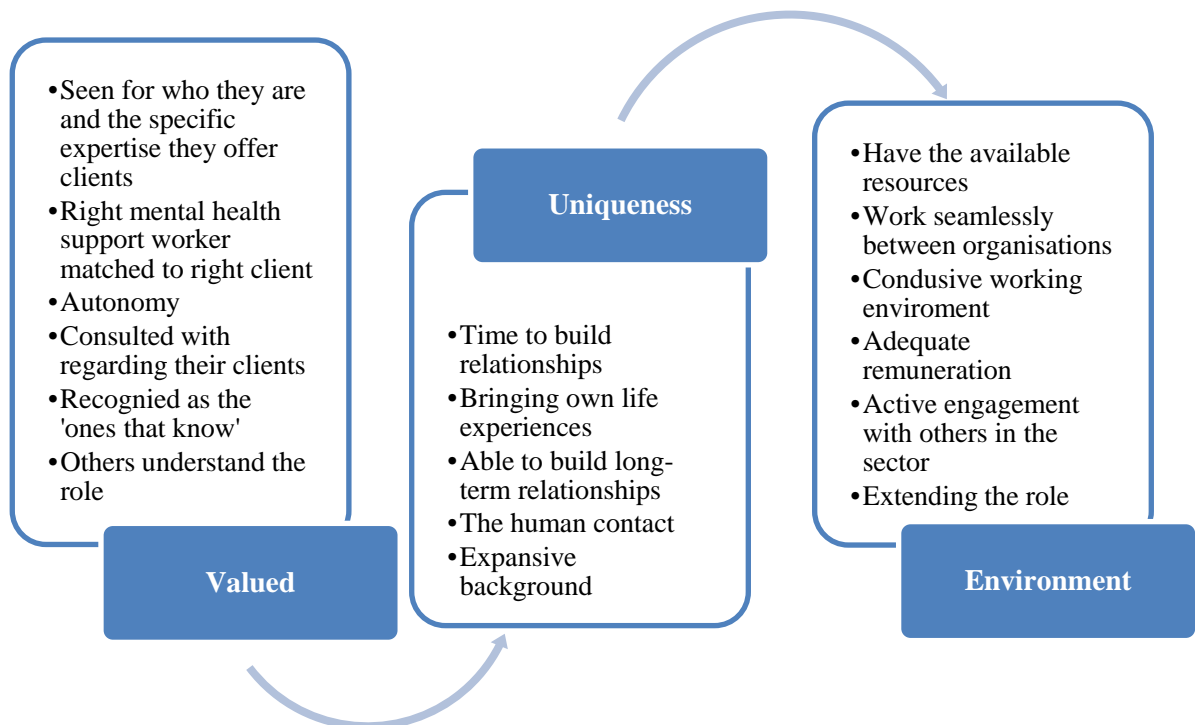 •Seen for who they are
and the specific
expertise they offer
clients
•Right mental health
support worker
matched to right client
•Autonomy
•Consulted with
regarding their clients
•Recognied as the
'ones that know'
•Others understand the
role
Valued
Uniqueness
•Time to build
relationships
•Bringing own life
experiences
•Able to build long-
term relationships
•The human contact
•Expansive
background
•Have the available
resources
•Work seamlessly
between organisations
•Condusive working
enviroment
•Adequate
remuneration
•Active engagement
with others in the
sector
•Extending the role
Environment